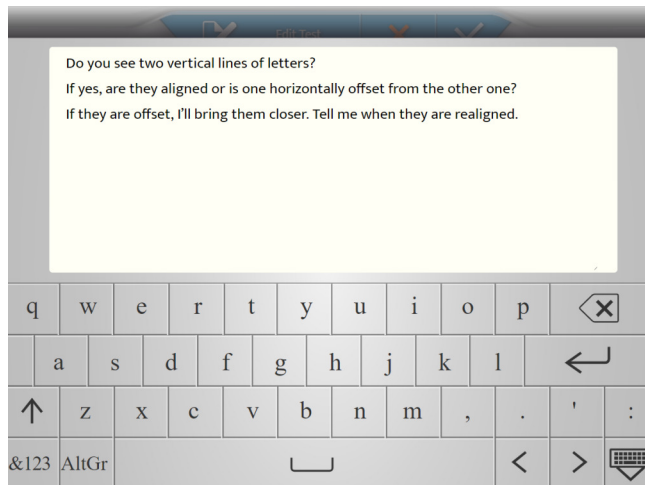 Edit Text
Do you see two vertical lines of letters?
If yes, are they aligned or is one horizontally offset from the other one?
If they are offset, I'll bring them closer. Tell me when they are realigned.
q w e r t y u i o p
a s d f g h j k l
z x c v b n m , . ' :
&123 AltGr < >